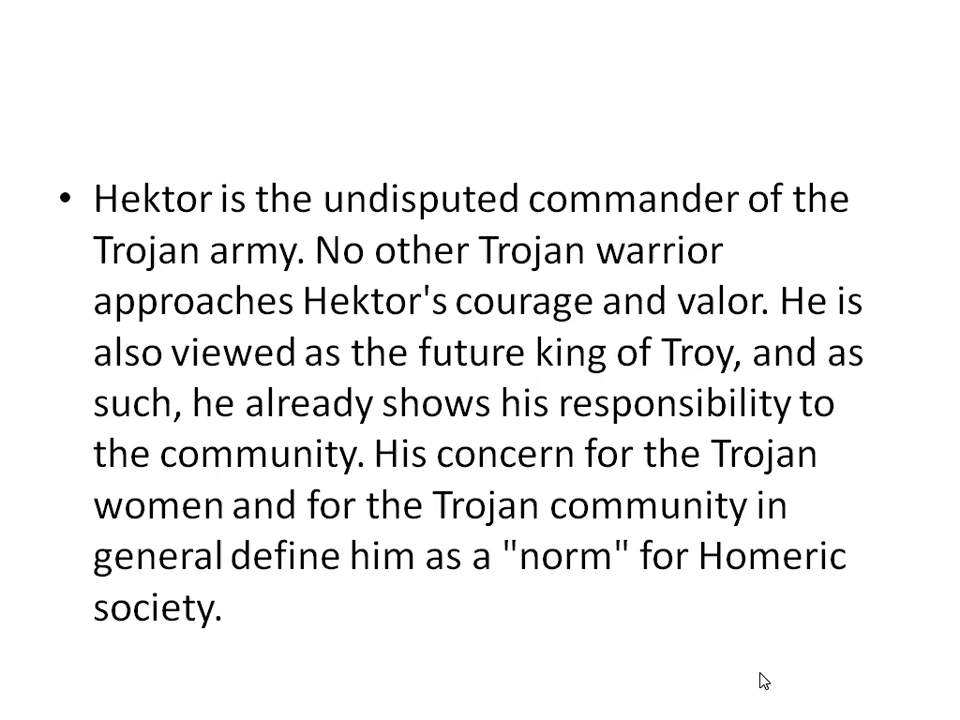 • Hektor is the undisputed commander of the
Trojan army. No other Trojan warrior
approaches Hektor's courage and valor. He is
also viewed as the future king of Troy, and as
such, he already shows his responsibility to
the community. His concern for the Trojan
women and for the Trojan community in
general define him as a "norm" for Homeric
society.